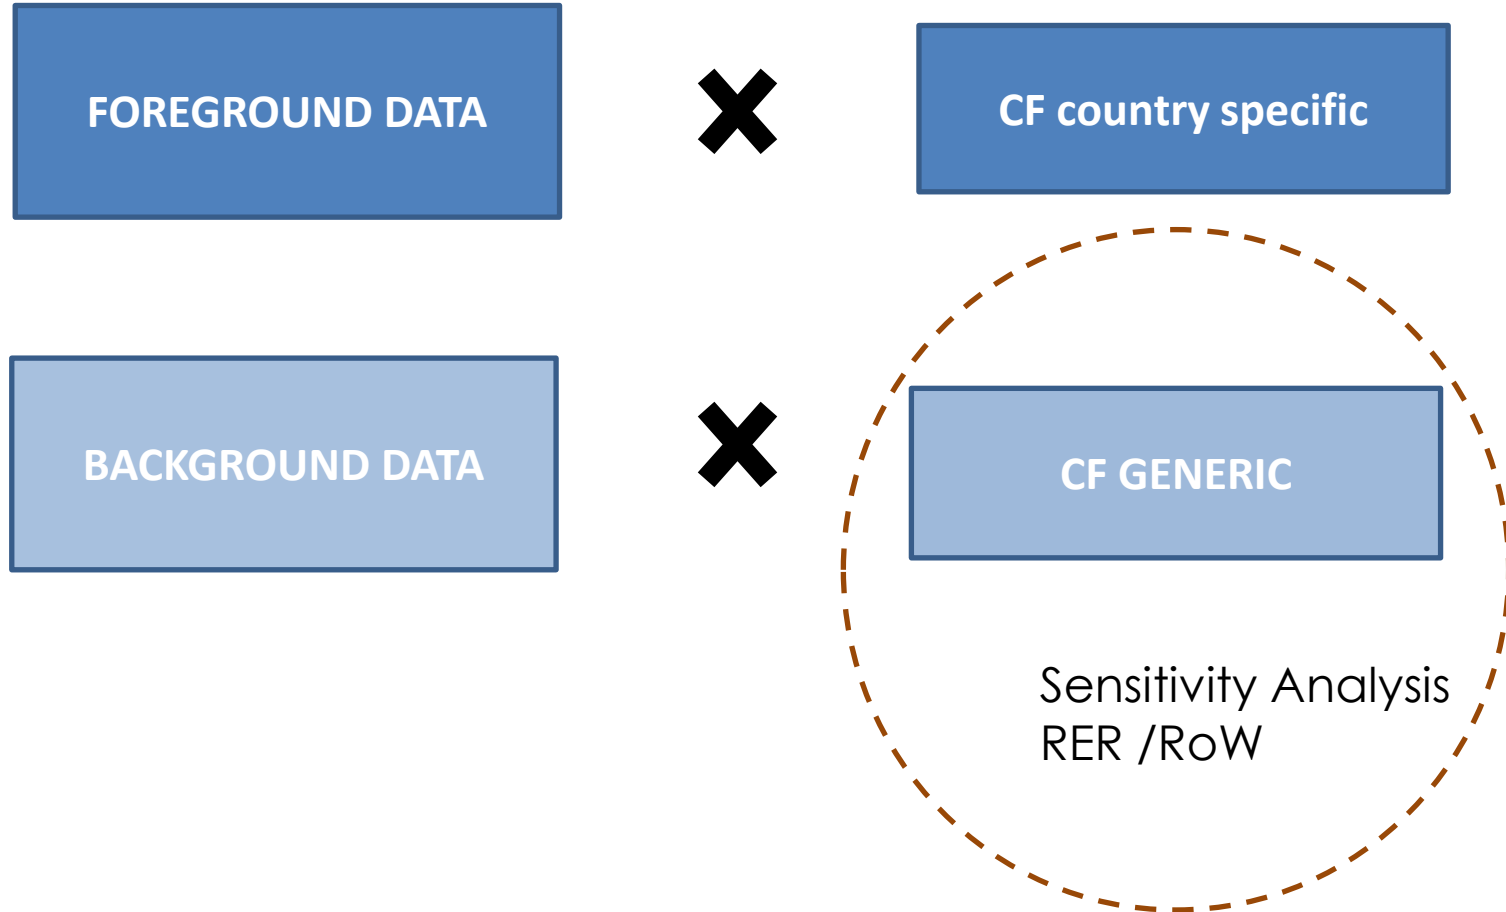 FOREGROUND DATA
CF country specific
BACKGROUND DATA
CF GENERIC
Sensitivity Analysis
RER /RoW